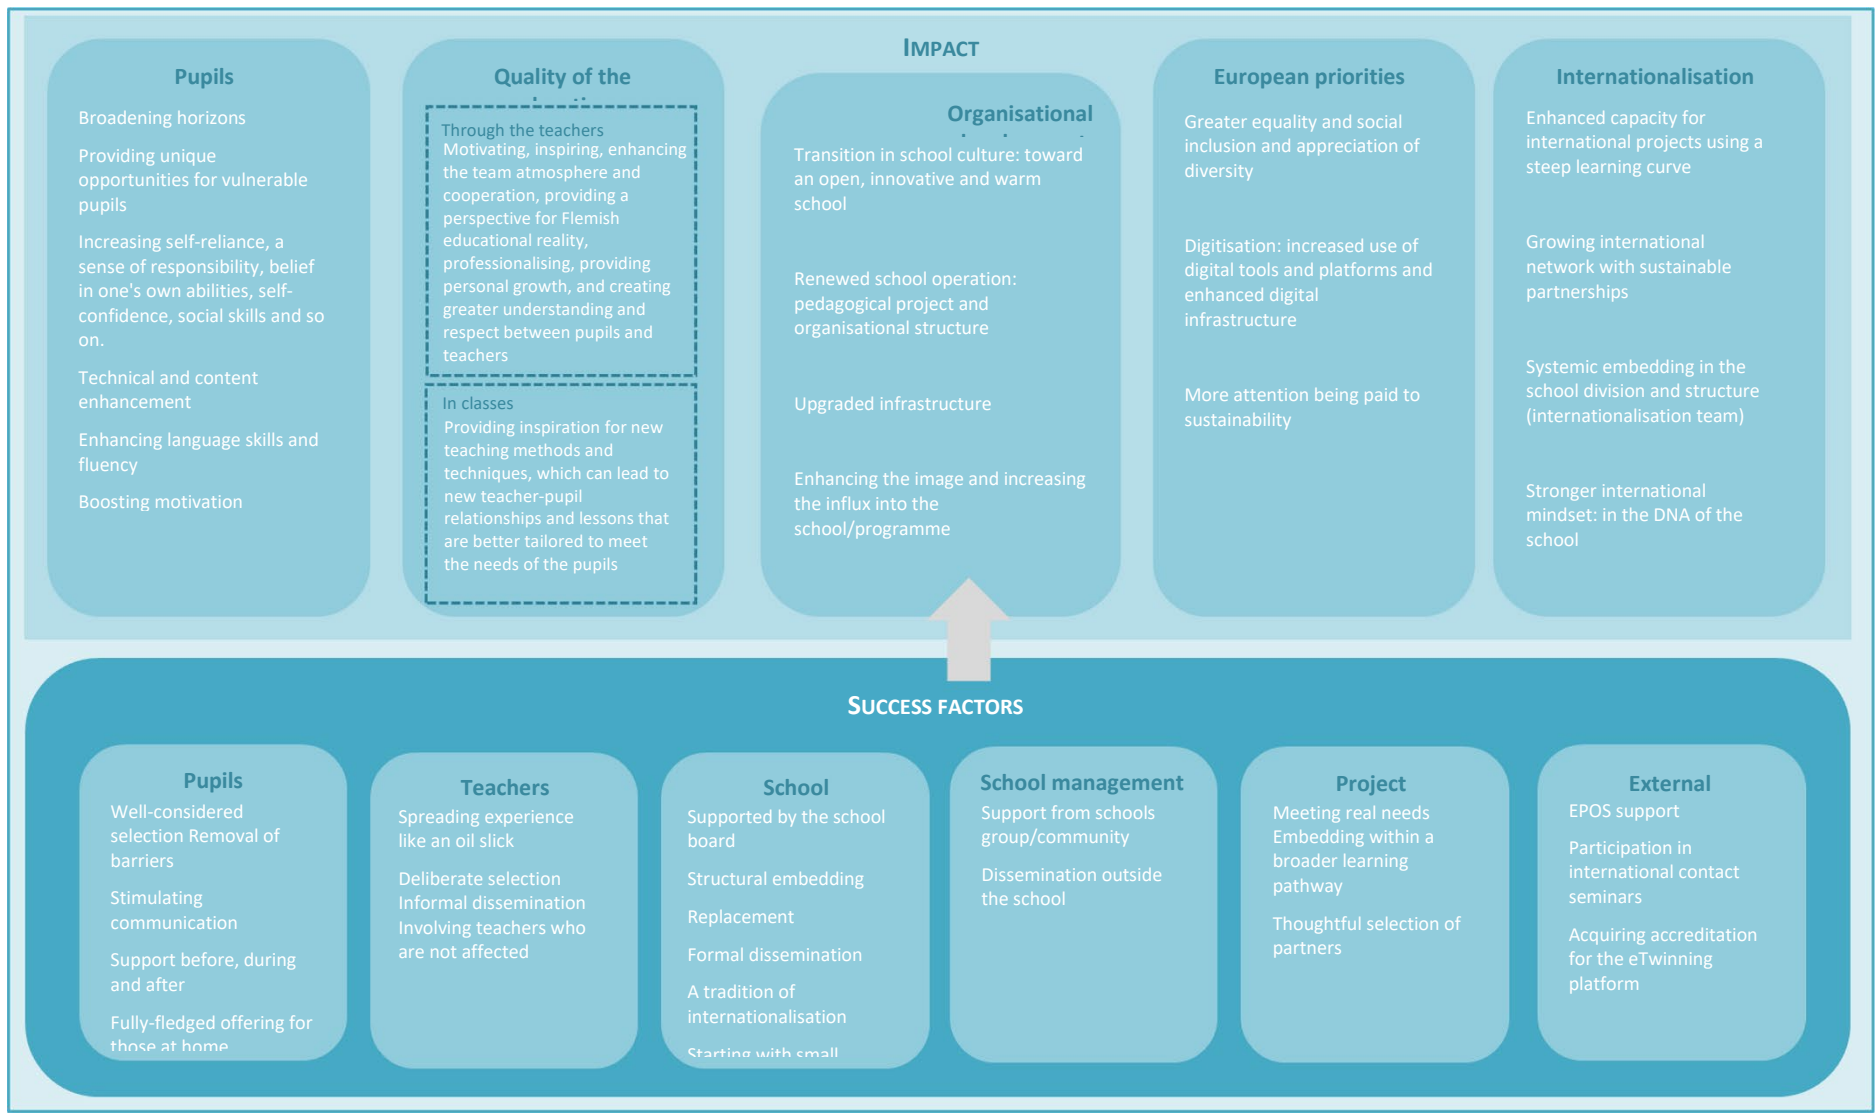 IMPACT
Pupils
Broadening horizons
Providing unique
opportunities for vulnerable
pupils
Increasing self-reliance, a
sense of responsibility, belief
in one's own abilities, self-
confidence, social skills and so
on.
Technical and content
enhancement
Enhancing language skills and
fluency
Boosting motivation
Quality of the
Through the teachers
Motivating, inspiring, enhancing
the team atmosphere and
cooperation, providing a
perspective for Flemish
educational reality,
professionalising, providing
personal growth, and creating
greater understanding and
respect between pupils and
teachers
In classes
Providing inspiration for new
teaching methods and
techniques, which can lead to
new teacher-pupil
relationships and lessons that
are better tailored to meet
the needs of the pupils
Organisational
Transition in school culture: toward
an open, innovative and warm
school
Renewed school operation:
pedagogical project and
organisational structure
Upgraded infrastructure
Enhancing the image and increasing
the influx into the
school/programme
European priorities
Greater equality and social
inclusion and appreciation of
diversity
Digitisation: increased use of
digital tools and platforms and
enhanced digital
infrastructure
More attention being paid to
sustainability
Internationalisation
Enhanced capacity for
international projects using a
steep learning curve
Growing international
network with sustainable
partnerships
Systemic embedding in the
school division and structure
(internationalisation team)
Stronger international
mindset: in the DNA of the
school
SUCCESS FACTORS
Pupils
Well-considered
selection Removal of
barriers
Stimulating
communication
Support before, during
and after
Fully-fledged offering for
those at home
Teachers
Spreading experience
like an oil slick
Deliberate selection
Informal dissemination
Involving teachers who
are not affected
School
Supported by the school
board
Structural embedding
Replacement
Formal dissemination
A tradition of
internationalisation
Starting with small
School management
Support from schools
group/community
Dissemination outside
the school
Project
Meeting real needs
Embedding within a
broader learning
pathway
Thoughtful selection of
partners
External
EPOS support
Participation in
international contact
seminars
Acquiring accreditation
for the eTwinning
platform